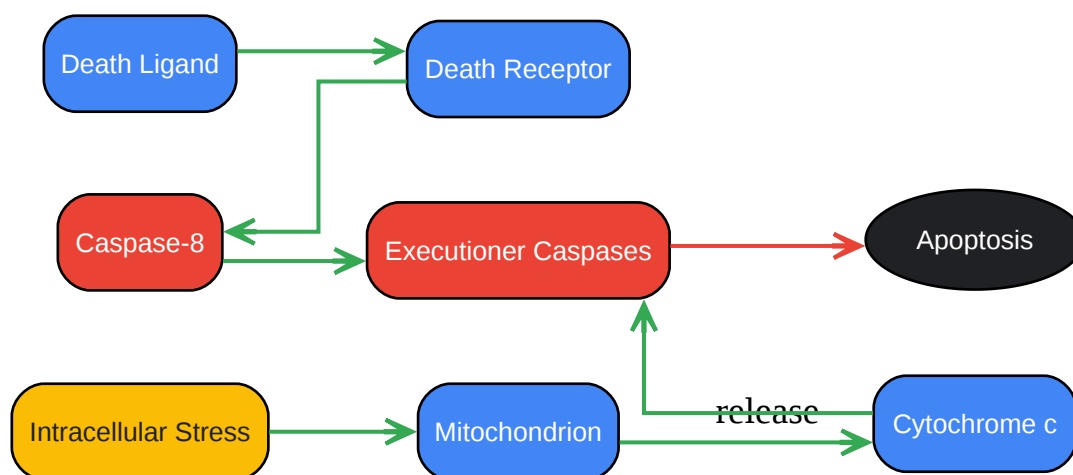 Death Ligand
Death Receptor
Caspase-8
Executioner Caspases
Apoptosis
Intracellular Stress
Mitochondrion
release
Cytochrome c